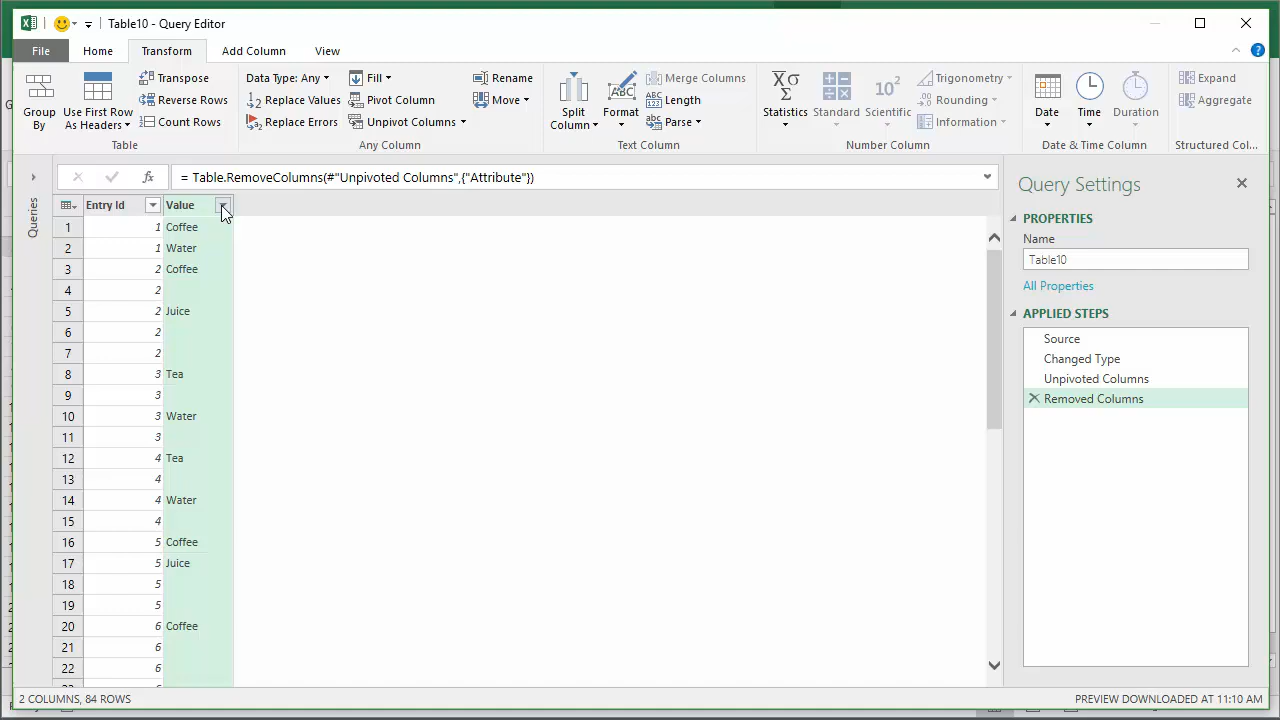 Table10 - Query Editor
File Home Transform Add Column View
Group By
Use First Row As Headers
Transpose
Reverse Rows
Count Rows
Table
Data Type: Any
Replace Values
Replace Errors
Fill
Pivot Column
Unpivot Columns
Rename
Move
Any Column
Split Column
Format
ABC
Merge Columns
ABC 123 Length
abc Parse
Text Column
XΣ σ Statistics
Standard
10² Scientific
Trigonometry
Rounding
Information
Number Column
Date
Time
Duration
Date & Time Column
Expand
Aggregate
Structured Col...
Queries
fx
= Table.RemoveColumns(#"Unpivoted Columns",{"Attribute"})
Entry Id Value
1 1 Coffee
2 1 Water
3 2 Coffee
4 2
5 2 Juice
6 2
7 2
8 3 Tea
9 3
10 3 Water
11 3
12 4 Tea
13 4
14 4 Water
15 4
16 5 Coffee
17 5 Juice
18 5
19 5
20 6 Coffee
21 6
22 6
Query Settings
PROPERTIES
Name
Table10
All Properties
APPLIED STEPS
Source
Changed Type
Unpivoted Columns
Removed Columns
2 COLUMNS, 84 ROWS
PREVIEW DOWNLOADED AT 11:10 AM